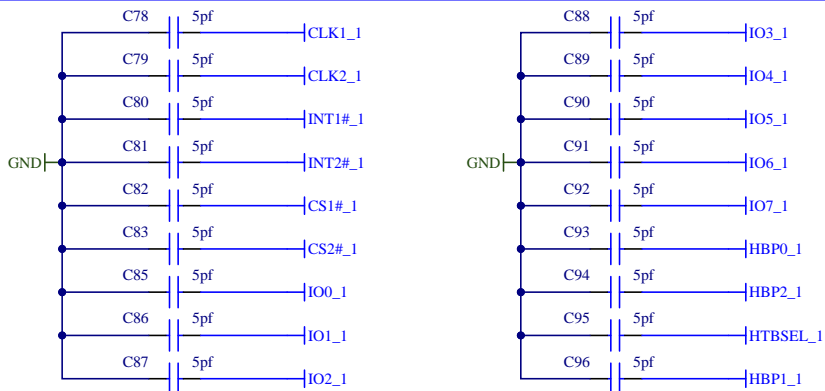 C78 5pf CLK1_1
C79 5pf CLK2_1
C80 5pf INT1#_1
C81 5pf INT2#_1
GND
C82 5pf CS1#_1
C83 5pf CS2#_1
C85 5pf IO0_1
C86 5pf IO1_1
C87 5pf IO2_1
C88 5pf IO3_1
C89 5pf IO4_1
C90 5pf IO5_1
C91 5pf IO6_1
GND
C92 5pf IO7_1
C93 5pf HBP0_1
C94 5pf HBP2_1
C95 5pf HTBSEL_1
C96 5pf HBP1_1